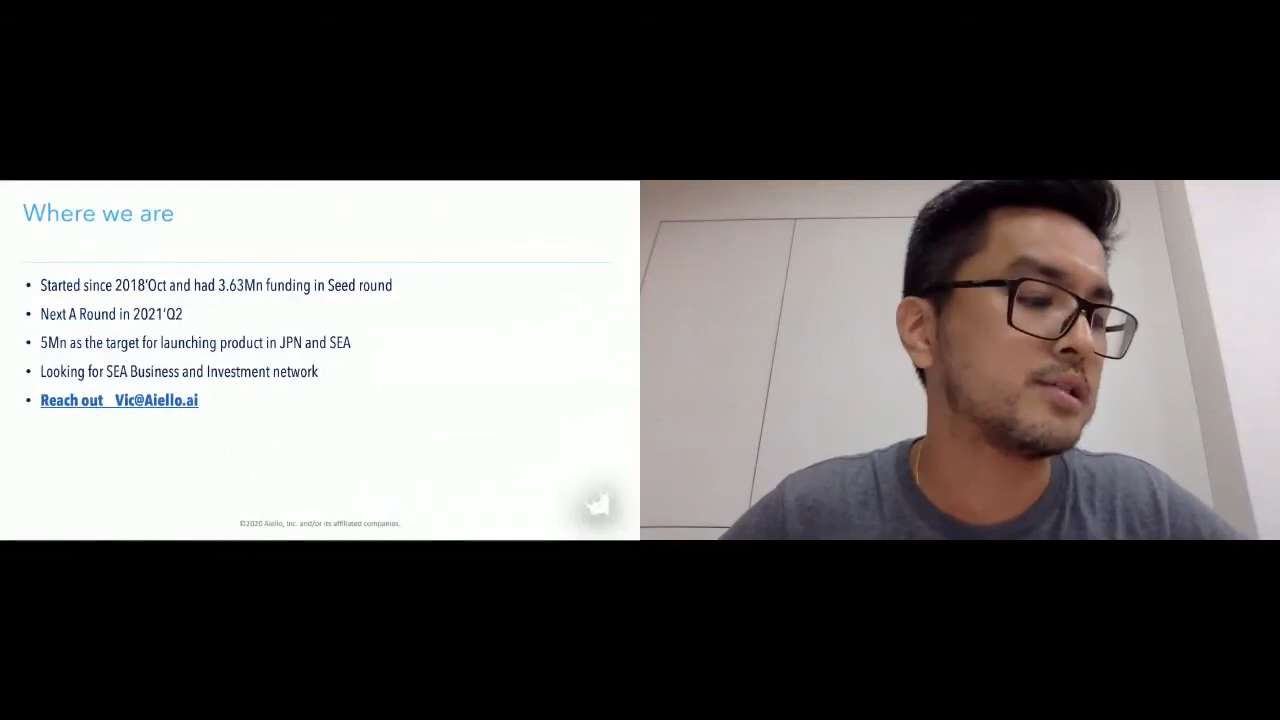 Where we are
• Started since 2018'Oct and had 3.63Mn funding in Seed round
• Next A Round in 2021'Q2
• 5Mn as the target for launching product in JPN and SEA
• Looking for SEA Business and Investment network
• Reach out Vic@Aiello.ai
©2020 Aiello, Inc. and/or its affiliated companies.